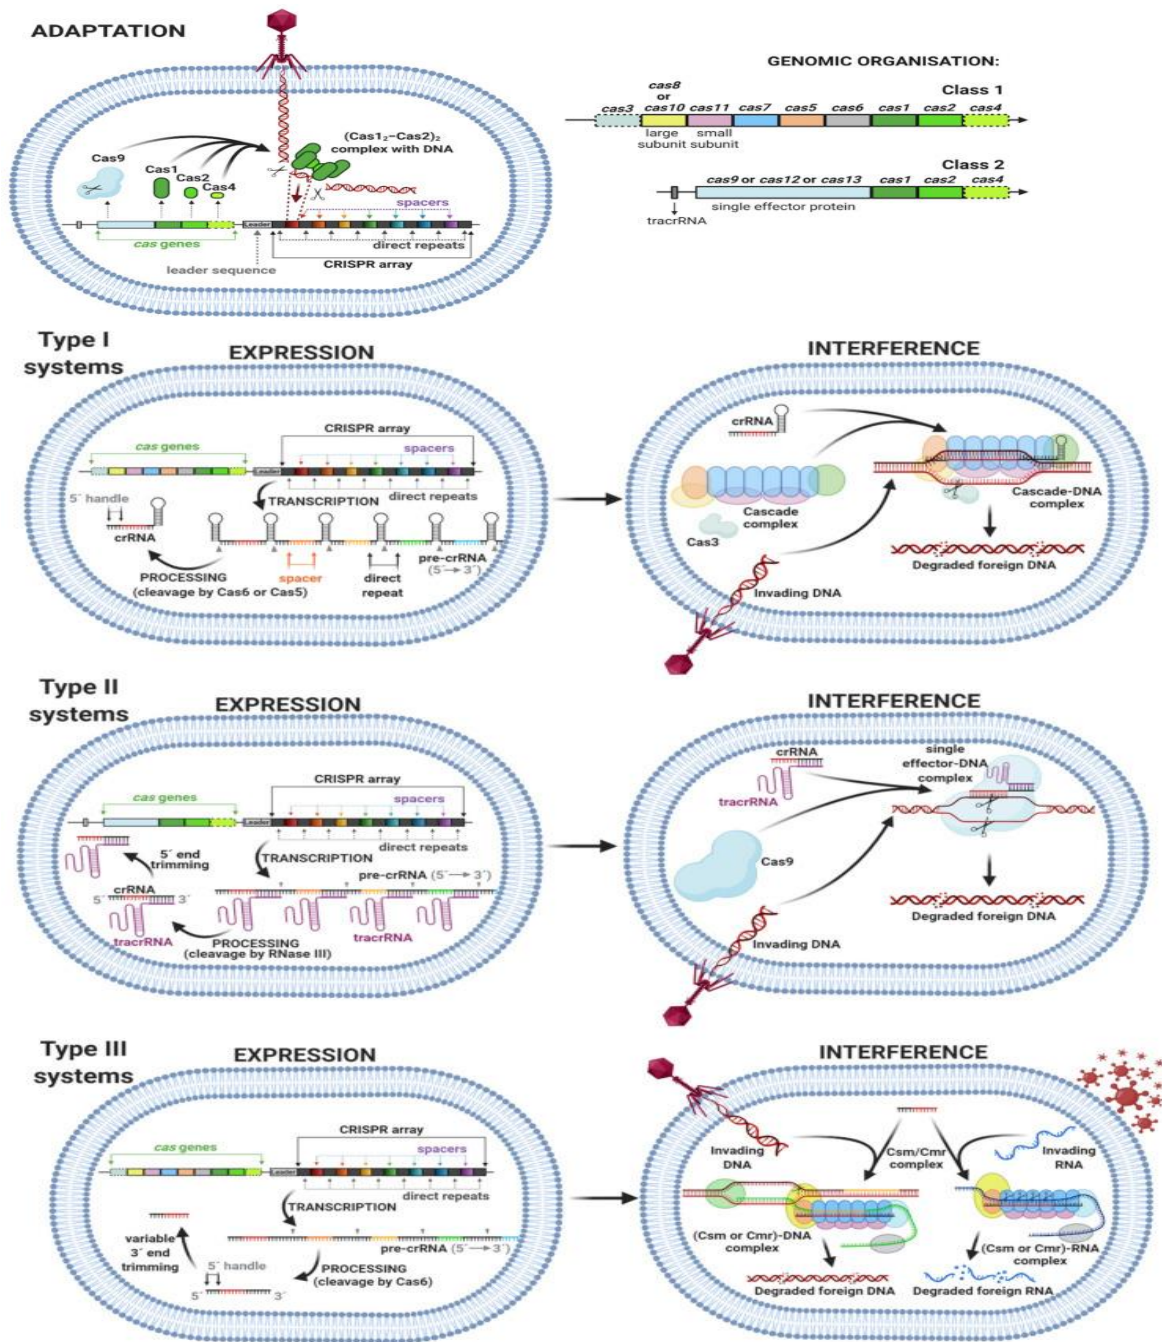 ADAPTATION
(Cas1₂–Cas2)₂
complex with DNA
Cas9
Cas1
Cas2
Cas4
spacers
Leader
cas genes
direct repeats
leader sequence
CRISPR array
GENOMIC ORGANISATION:
Class 1
cas8
or
cas3 cas10 cas11 cas7 cas5 cas6 cas1 cas2 cas4
large small
subunit subunit
Class 2
cas9 or cas12 or cas13 cas1 cas2 cas4
single effector protein
tracrRNA
Type I
systems
EXPRESSION
CRISPR array
cas genes
spacers
Leader
direct repeats
TRANSCRIPTION
5´ handle
crRNA
pre-crRNA
(5´→3´)
PROCESSING
(cleavage by Cas6 or Cas5)
spacer
direct
repeat
INTERFERENCE
crRNA
Cascade
complex
Cas3
Cascade-DNA
complex
Degraded foreign DNA
Invading DNA
Type II
systems
EXPRESSION
CRISPR array
cas genes
spacers
Leader
direct repeats
TRANSCRIPTION
5´ end
trimming
pre-crRNA (5´→3´)
crRNA
5´ 3´
tracrRNA
PROCESSING
(cleavage by RNase III)
INTERFERENCE
crRNA
single
effector-DNA
complex
tracrRNA
Cas9
Degraded foreign DNA
Invading DNA
Type III
systems
EXPRESSION
CRISPR array
cas genes
spacers
Leader
direct repeats
TRANSCRIPTION
variable
3´ end
trimming
pre-crRNA (5´→3´)
5´ handle
PROCESSING
(cleavage by Cas6)
5´ 3´
INTERFERENCE
Invading
DNA
Csm/Cmr
complex
Invading
RNA
(Csm or Cmr)-DNA
complex
(Csm or Cmr)-RNA
complex
Degraded foreign DNA
Degraded foreign RNA